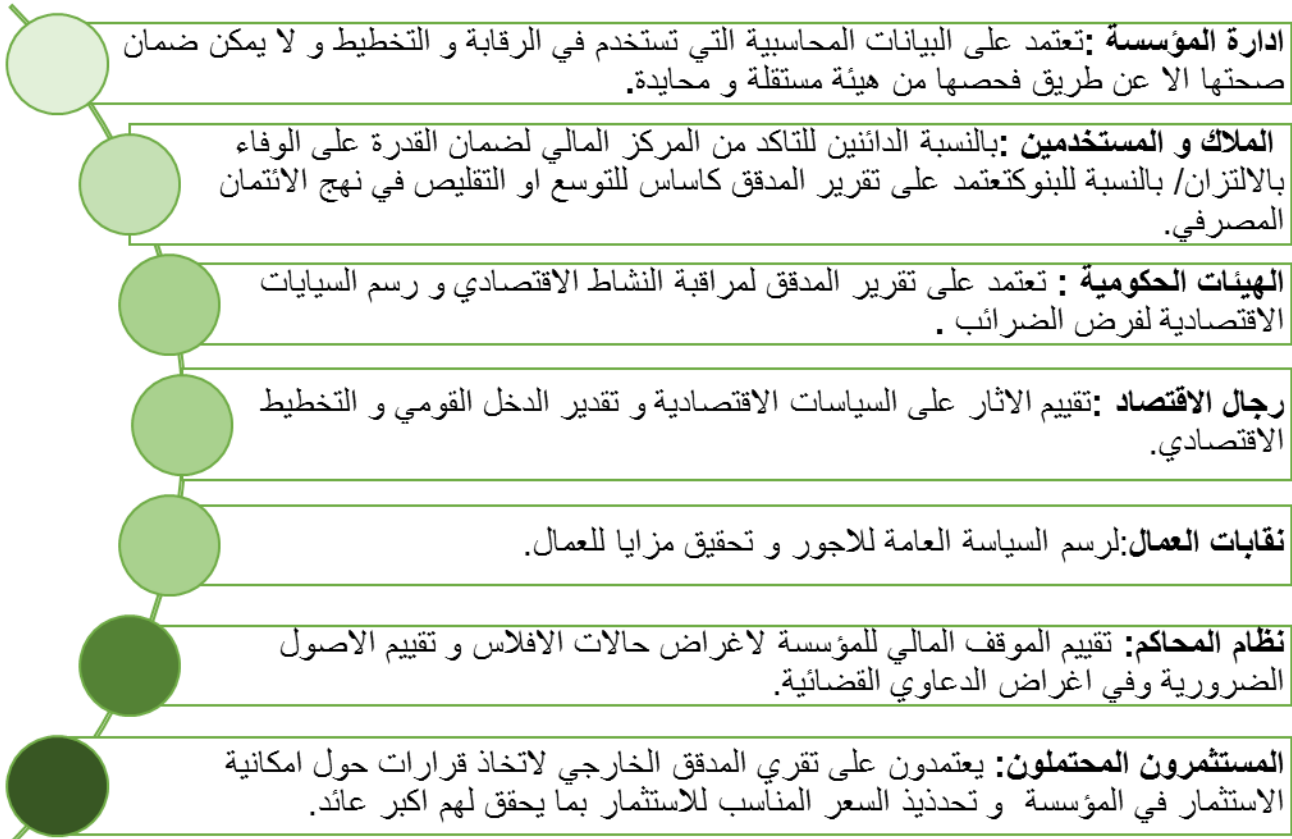 ادارة المؤسسة :تعتمد على البيانات المحاسبية التي تستخدم في الرقابة و التخطيط و لا يمكن ضمان
صحتها الا عن طريق فحصها من هيئة مستقلة و محايدة.
الملاك و المستخدمين :بالنسبة الدائنين للتاكد من المركز المالي لضمان القدرة على الوفاء
بالالتزان/ بالنسبة للبنوكتعتمد على تقرير المدقق كاساس للتوسع او التقليص في نهج الائتمان
المصرفي.
الهيئات الحكومية : تعتمد على تقرير المدقق لمراقبة النشاط الاقتصادي و رسم السيايات
الاقتصادية لفرض الضرائب .
رجال الاقتصاد :تقييم الاثار على السياسات الاقتصادية و تقدير الدخل القومي و التخطيط
الاقتصادي.
نقابات العمال:لرسم السياسة العامة للاجور و تحقيق مزايا للعمال.
نظام المحاكم: تقييم الموقف المالي للمؤسسة لاغراض حالات الافلاس و تقييم الاصول
الضرورية وفي اغراض الدعاوي القضائية.
المستثمرون المحتملون: يعتمدون على تقري المدقق الخارجي لاتخاذ قرارات حول امكانية
الاستثمار في المؤسسة و تحدذيذ السعر المناسب للاستثمار بما يحقق لهم اكبر عائد.